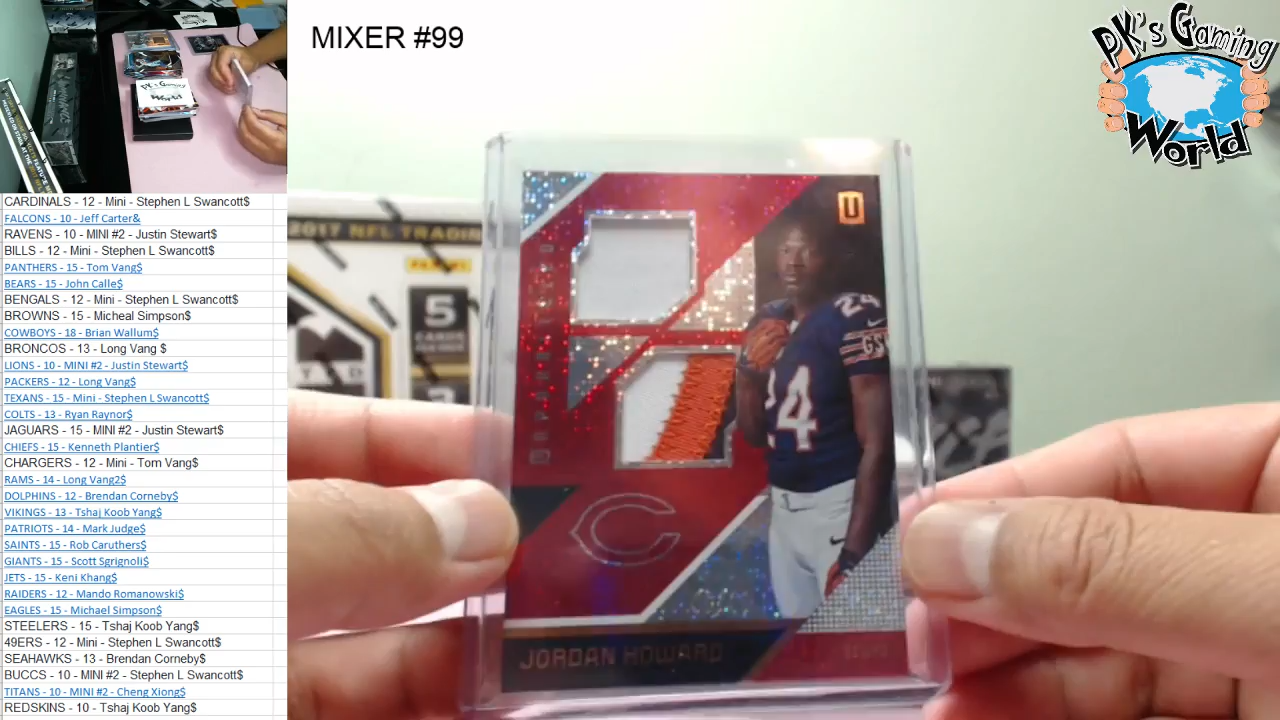 MIXER #99
PK's Gaming
World
PK's Gaming
World
CARDINALS - 12 - Mini - Stephen L Swancott$
FALCONS - 10 - Jeff Carter&
RAVENS - 10 - MINI #2 - Justin Stewart$
BILLS - 12 - Mini - Stephen L Swancott$
PANTHERS - 15 - Tom Vang$
BEARS - 15 - John Calle$
BENGALS - 12 - Mini - Stephen L Swancott$
BROWNS - 15 - Micheal Simpson$
COWBOYS - 18 - Brian Wallum$
BRONCOS - 13 - Long Vang $
LIONS - 10 - MINI #2 - Justin Stewart$
PACKERS - 12 - Long Vang$
TEXANS - 15 - Mini - Stephen L Swancott$
COLTS - 13 - Ryan Raynor$
JAGUARS - 15 - MINI #2 - Justin Stewart$
CHIEFS - 15 - Kenneth Plantier$
CHARGERS - 12 - Mini - Tom Vang$
RAMS - 14 - Long Vang2$
DOLPHINS - 12 - Brendan Corneby$
VIKINGS - 13 - Tshaj Koob Yang$
PATRIOTS - 14 - Mark Judge$
SAINTS - 15 - Rob Caruthers$
GIANTS - 15 - Scott Sgrignoli$
JETS - 15 - Keni Khang$
RAIDERS - 12 - Mando Romanowski$
EAGLES - 15 - Michael Simpson$
STEELERS - 15 - Tshaj Koob Yang$
49ERS - 12 - Mini - Stephen L Swancott$
SEAHAWKS - 13 - Brendan Corneby$
BUCCS - 10 - MINI #2 - Stephen L Swancott$
TITANS - 10 - MINI #2 - Cheng Xiong$
REDSKINS - 10 - Tshaj Koob Yang$
2017 NFL TRADIN
PANINI
5
CARDS
U
24
GSH
24
C
JORDAN HOWARD